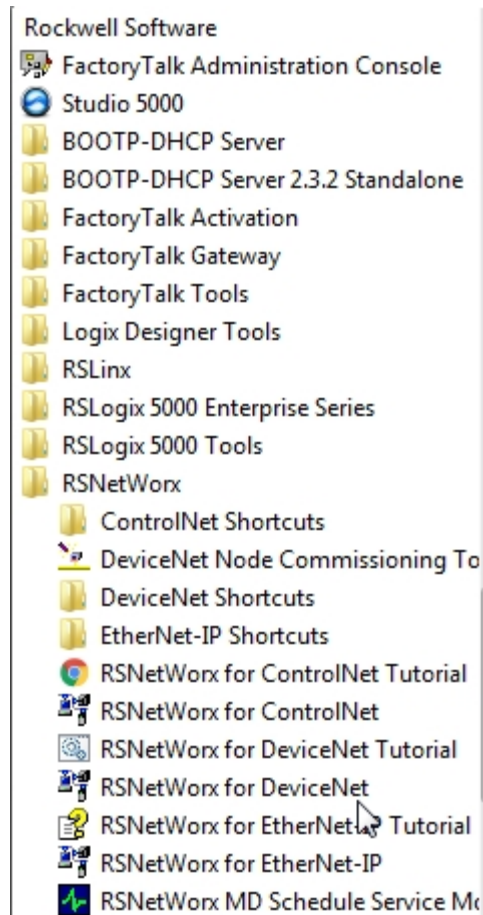 Rockwell Software
FactoryTalk Administration Console
Studio 5000
BOOTP-DHCP Server
BOOTP-DHCP Server 2.3.2 Standalone
FactoryTalk Activation
FactoryTalk Gateway
FactoryTalk Tools
Logix Designer Tools
RSLinx
RSLogix 5000 Enterprise Series
RSLogix 5000 Tools
RSNetWorx
ControlNet Shortcuts
DeviceNet Node Commissioning To
DeviceNet Shortcuts
EtherNet-IP Shortcuts
RSNetWorx for ControlNet Tutorial
RSNetWorx for ControlNet
RSNetWorx for DeviceNet Tutorial
RSNetWorx for DeviceNet
RSNetWorx for EtherNet-IP Tutorial
RSNetWorx for EtherNet-IP
RSNetWorx MD Schedule Service Mo